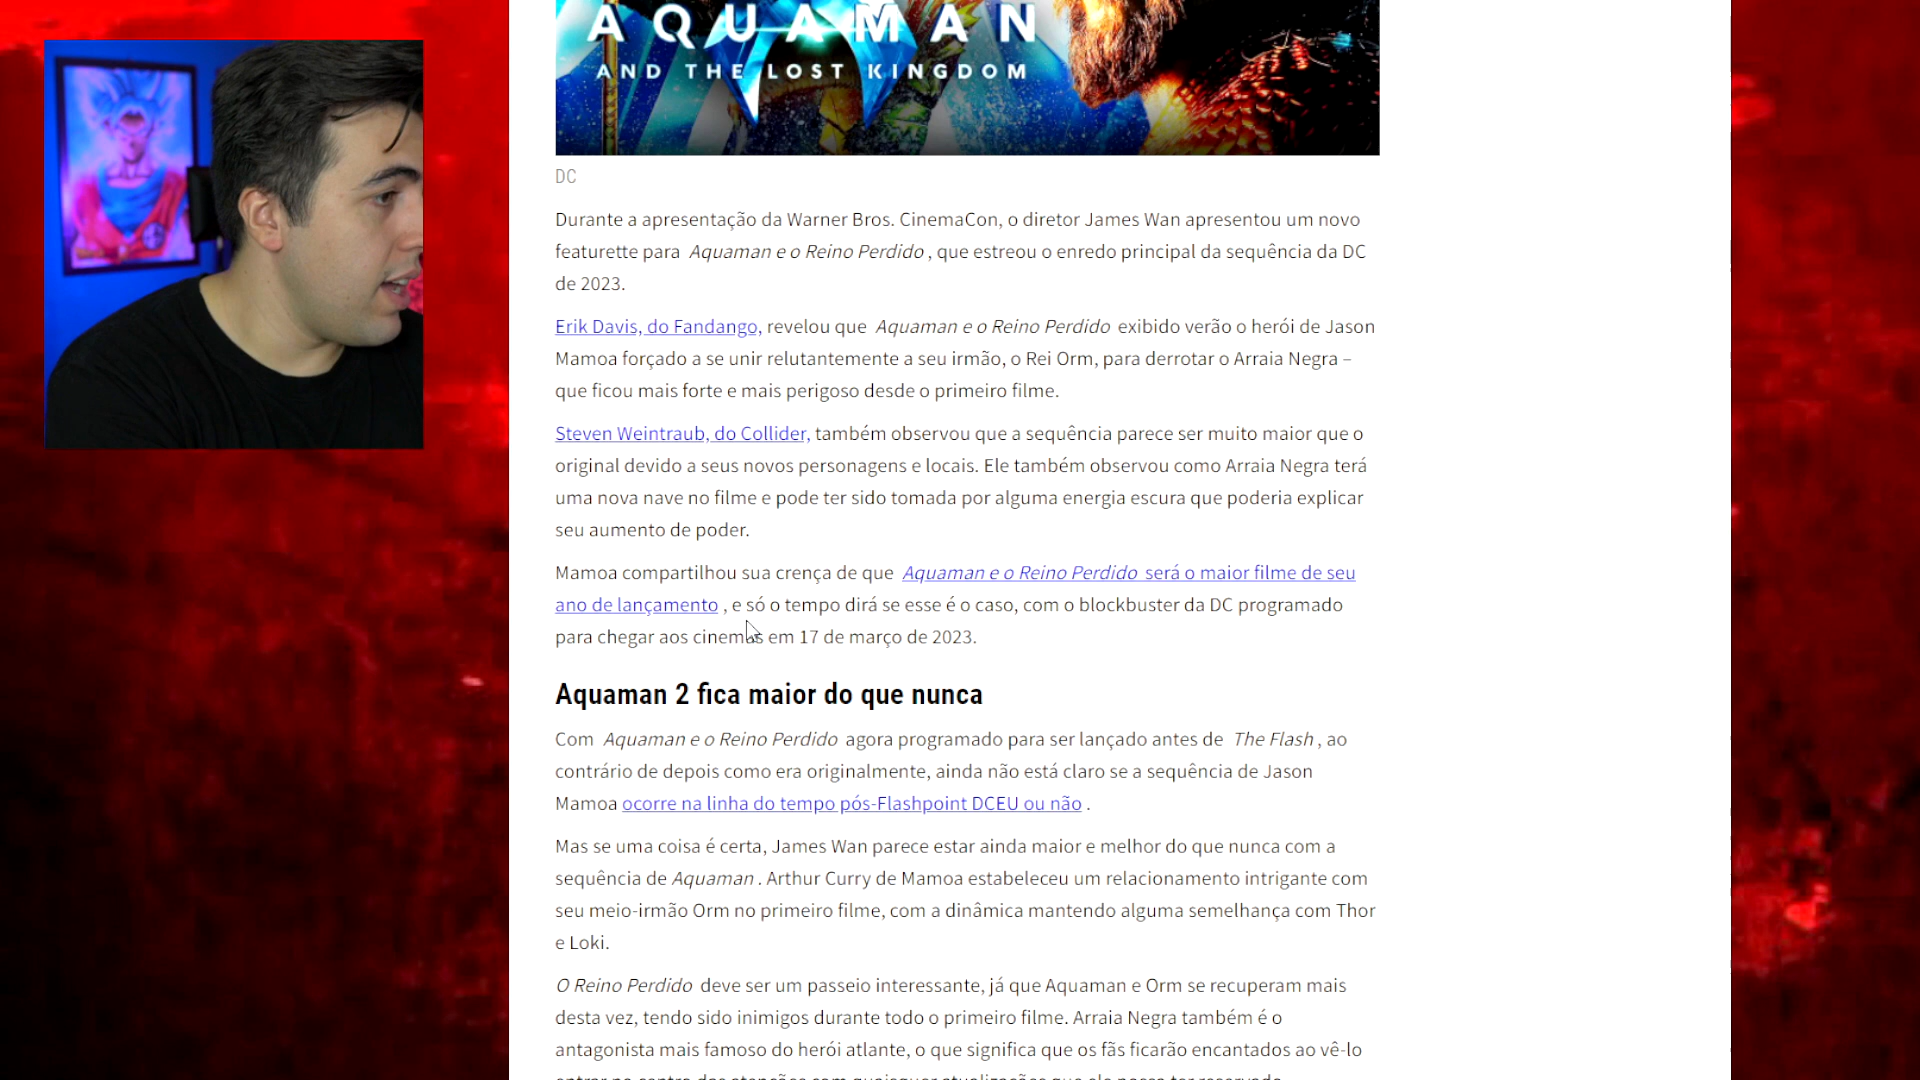 AQUAMAN
AND THE LOST KINGDOM
DC
Durante a apresentação da Warner Bros. CinemaCon, o diretor James Wan apresentou um novo
featurette para Aquaman e o Reino Perdido , que estreou o enredo principal da sequência da DC
de 2023.
Erik Davis, do Fandango, revelou que Aquaman e o Reino Perdido exibido verão o herói de Jason
Mamoa forçado a se unir relutantemente a seu irmão, o Rei Orm, para derrotar o Arraia Negra –
que ficou mais forte e mais perigoso desde o primeiro filme.
Steven Weintraub, do Collider, também observou que a sequência parece ser muito maior que o
original devido a seus novos personagens e locais. Ele também observou como Arraia Negra terá
uma nova nave no filme e pode ter sido tomada por alguma energia escura que poderia explicar
seu aumento de poder.
Mamoa compartilhou sua crença de que Aquaman e o Reino Perdido será o maior filme de seu
ano de lançamento , e só o tempo dirá se esse é o caso, com o blockbuster da DC programado
para chegar aos cinemas em 17 de março de 2023.
Aquaman 2 fica maior do que nunca
Com Aquaman e o Reino Perdido agora programado para ser lançado antes de The Flash , ao
contrário de depois como era originalmente, ainda não está claro se a sequência de Jason
Mamoa ocorre na linha do tempo pós-Flashpoint DCEU ou não .
Mas se uma coisa é certa, James Wan parece estar ainda maior e melhor do que nunca com a
sequência de Aquaman . Arthur Curry de Mamoa estabeleceu um relacionamento intrigante com
seu meio-irmão Orm no primeiro filme, com a dinâmica mantendo alguma semelhança com Thor
e Loki.
O Reino Perdido deve ser um passeio interessante, já que Aquaman e Orm se recuperam mais
desta vez, tendo sido inimigos durante todo o primeiro filme. Arraia Negra também é o
antagonista mais famoso do herói atlante, o que significa que os fãs ficarão encantados ao vê-lo